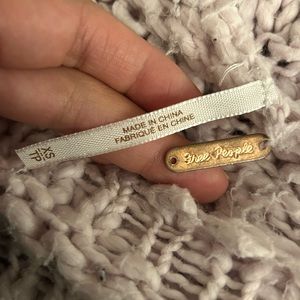 XS
TP
MADE IN CHINA
FABRIQUÉ EN CHINE
Free People